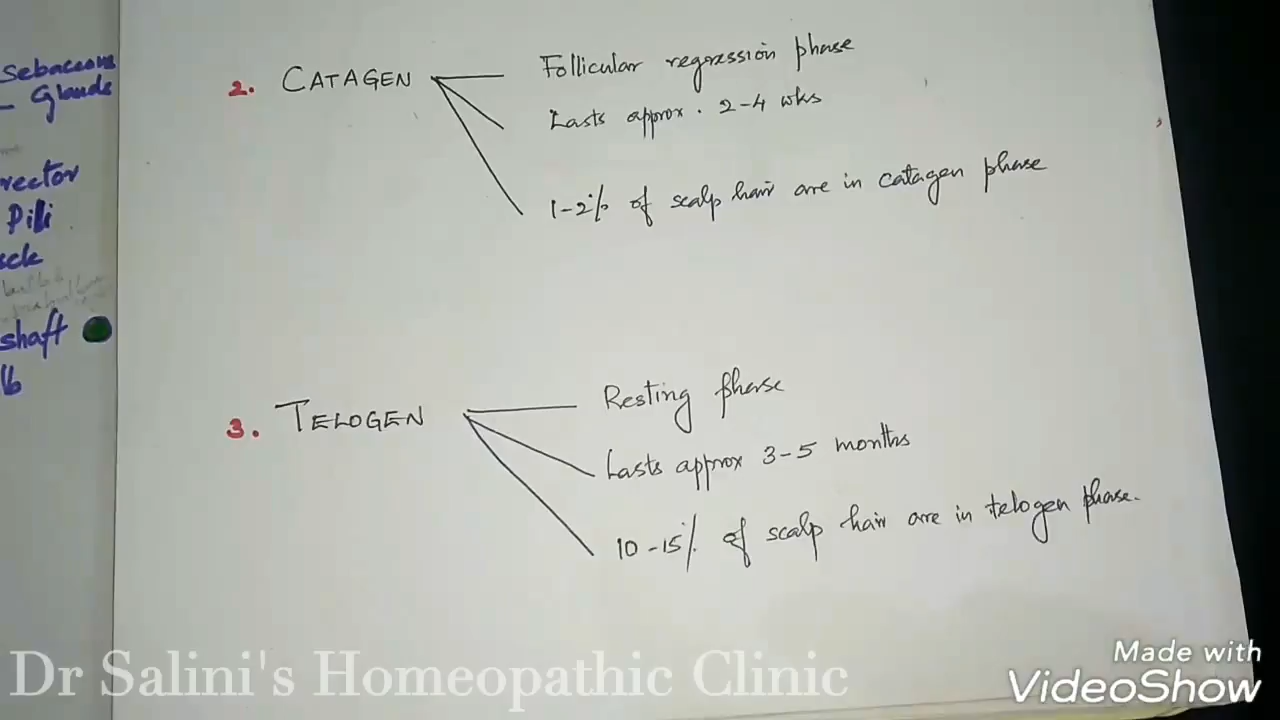 Sebaceous
- Glands
rrector
Pili
scle
shaft
lb
2. CATAGEN
Follicular regression phase
Lasts approx. 2-4 wks
1-2% of scalp hair are in catagen phase
3. TELOGEN
Resting phase
Lasts approx 3-5 months
10-15% of scalp hair are in telogen phase.
Dr Salini's Homeopathic Clinic
Made with
VideoShow